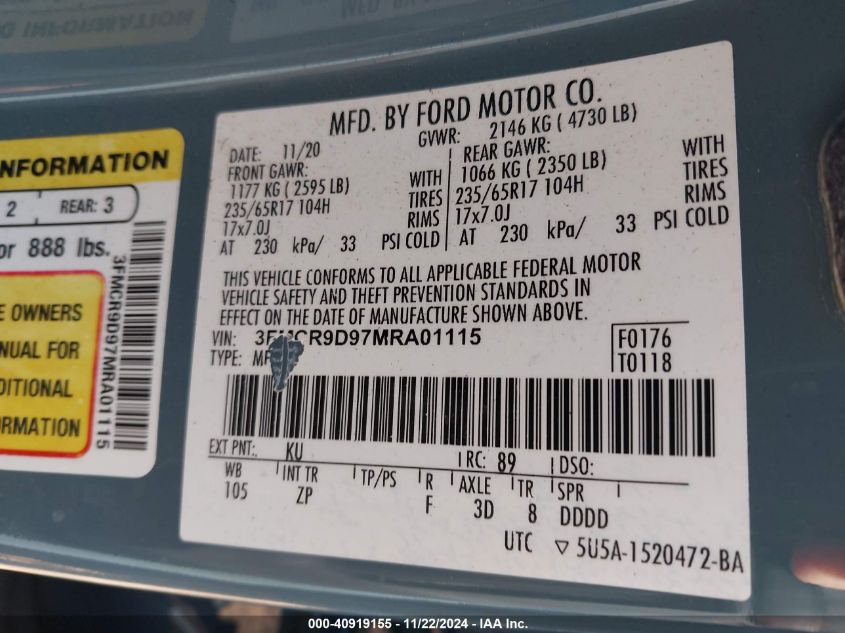 INFORMATION
NFORMATION
2 REAR: 3
or 888 lbs.
E OWNERS
NUAL FOR
DITIONAL
ORMATION
3FMCR9D97MRA01115
MFD. BY FORD MOTOR CO.
DATE: 11/20 GVWR: 2146 KG ( 4730 LB)
FRONT GAWR: REAR GAWR:
1177 KG ( 2595 LB) WITH 1066 KG ( 2350 LB) WITH
235/65R17 104H TIRES 235/65R17 104H TIRES
17x7.0J RIMS 17x7.0J RIMS
AT 230 kPa/ 33 PSI COLD AT 230 kPa/ 33 PSI COLD
THIS VEHICLE CONFORMS TO ALL APPLICABLE FEDERAL MOTOR
VEHICLE SAFETY AND THEFT PREVENTION STANDARDS IN
EFFECT ON THE DATE OF MANUFACTURE SHOWN ABOVE.
VIN: 3FMCR9D97MRA01115 F0176
TYPE: T0118
EXT PNT: KU RC: 89 DSO:
WB INT TR TP/PS R AXLE TR SPR
105 ZP F 3D 8 DDDD
UTC ▽ 5U5A-1520472-BA
000-40919155 - 11/22/2024 - IAA Inc.